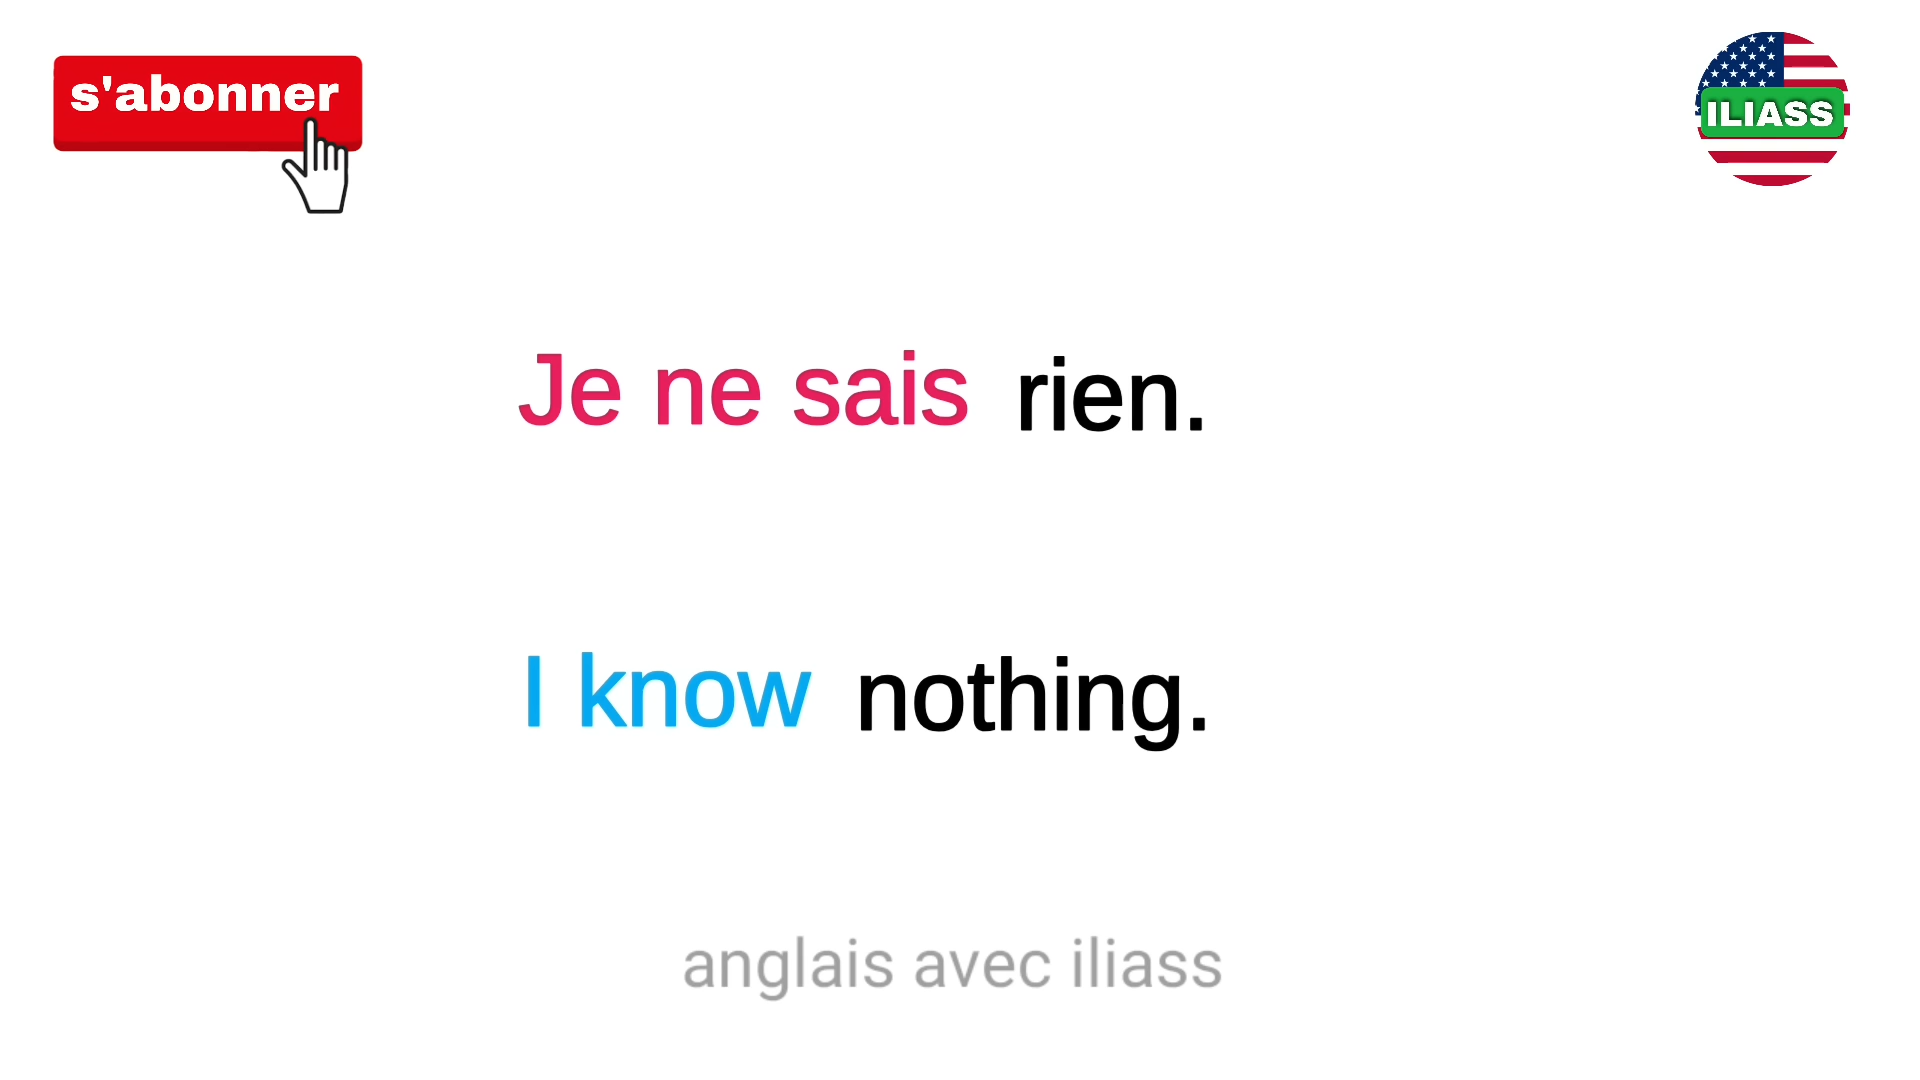 s'abonner
ILIASS
Je ne sais rien.
I know nothing.
anglais avec iliass